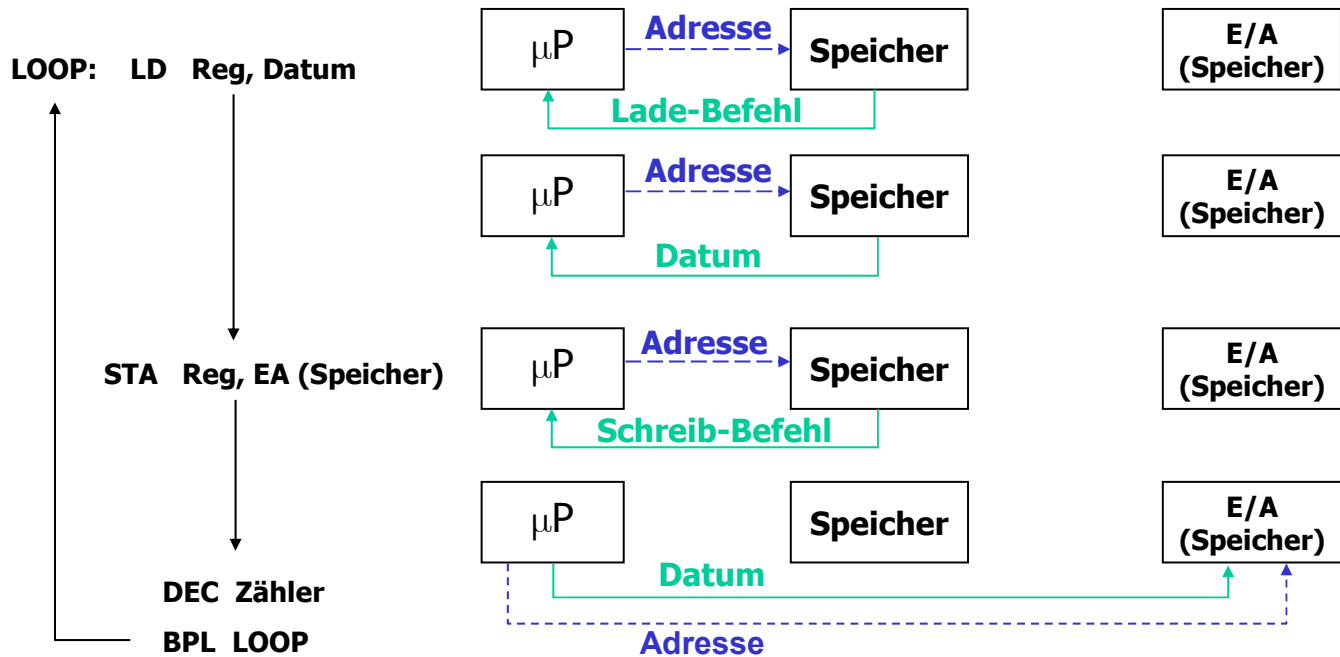 µP
Adresse
Speicher
E/A
(Speicher)
LOOP: LD Reg, Datum
Lade-Befehl
µP
Adresse
Speicher
E/A
(Speicher)
Datum
µP
Adresse
Speicher
E/A
(Speicher)
STA Reg, EA (Speicher)
Schreib-Befehl
µP
Speicher
E/A
(Speicher)
Datum
DEC Zähler
BPL LOOP
Adresse